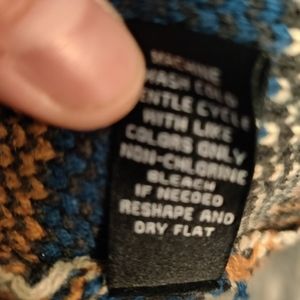 MACHINE
WASH COLD
GENTLE CYCLE
WITH LIKE
COLORS ONLY
NON-CHLORINE
BLEACH
IF NEEDED
RESHAPE AND
DRY FLAT